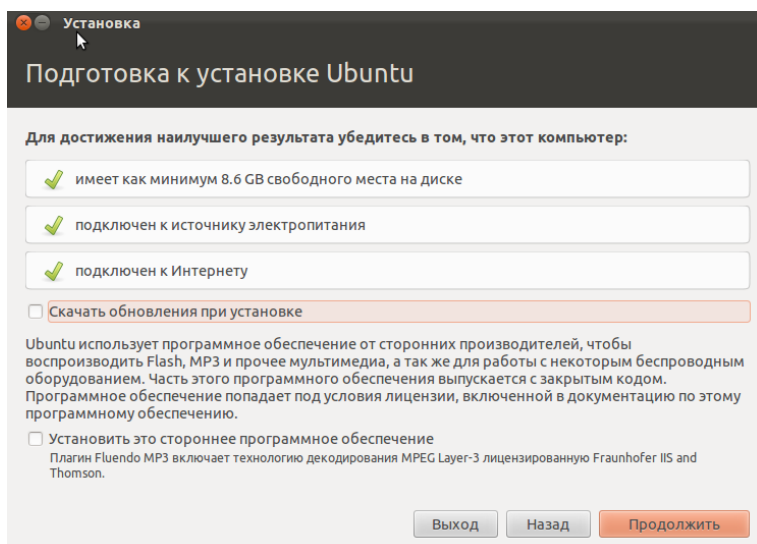 Установка
Подготовка к установке Ubuntu
Для достижения наилучшего результата убедитесь в том, что этот компьютер:
имеет как минимум 8.6 GB свободного места на диске
подключен к источнику электропитания
подключен к Интернету
Скачать обновления при установке
Ubuntu использует программное обеспечение от сторонних производителей, чтобы
воспроизводить Flash, MP3 и прочее мультимедиа, а так же для работы с некоторым беспроводным
оборудованием. Часть этого программного обеспечения выпускается с закрытым кодом.
Программное обеспечение попадает под условия лицензии, включенной в документацию по этому
программному обеспечению.
Установить это стороннее программное обеспечение
Плагин Fluendo MP3 включает технологию декодирования MPEG Layer-3 лицензированную Fraunhofer IIS and
Thomson.
Выход Назад Продолжить